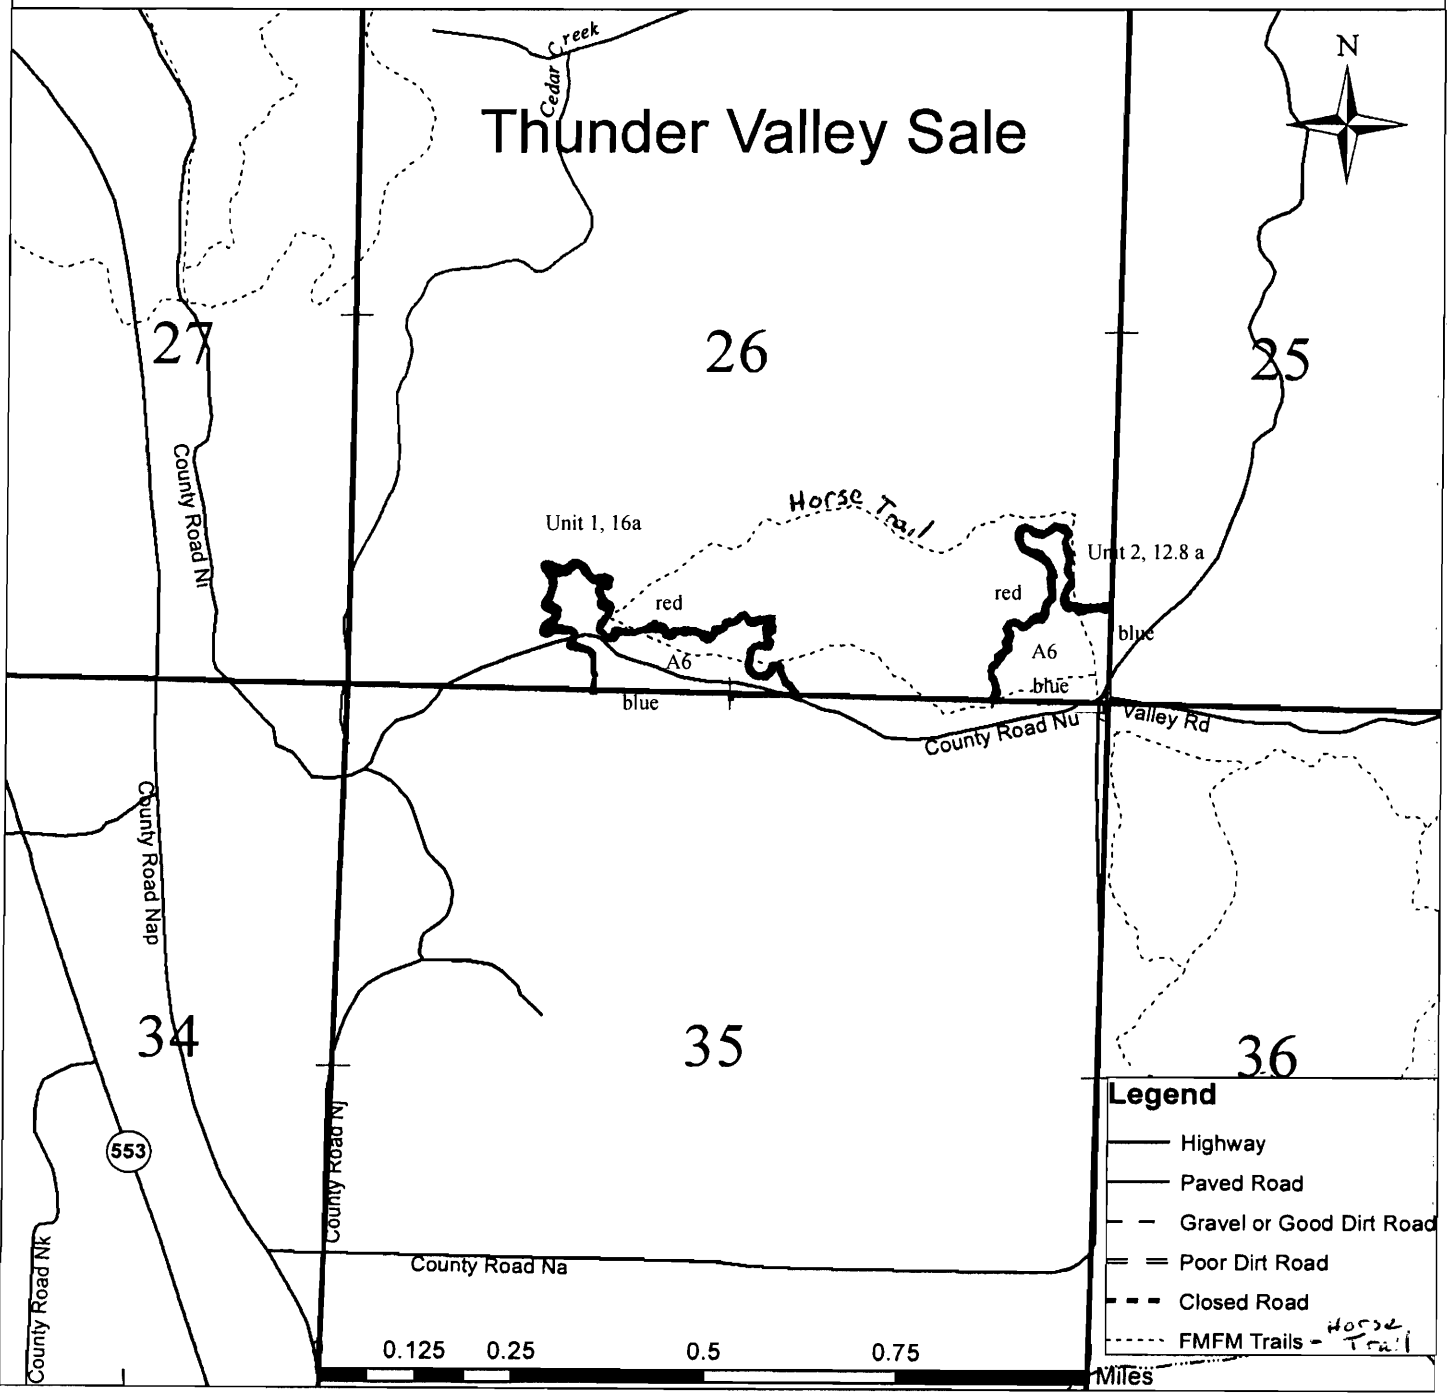 Cedar Creek
N
Thunder Valley Sale
27
26
25
County Road Ni
Horse Trail
Unit 1, 16a
Unit 2, 12.8 a
red
red
blue
A6
A6
blue
blue
County Road Nu
Valley Rd
County Road Nap
34
35
36
553
County Road Nj
County Road Nk
County Road Na
Legend
Highway
Paved Road
Gravel or Good Dirt Road
Poor Dirt Road
Closed Road
FMFM Trails - Horse Trail
0.125 0.25 0.5 0.75
Miles